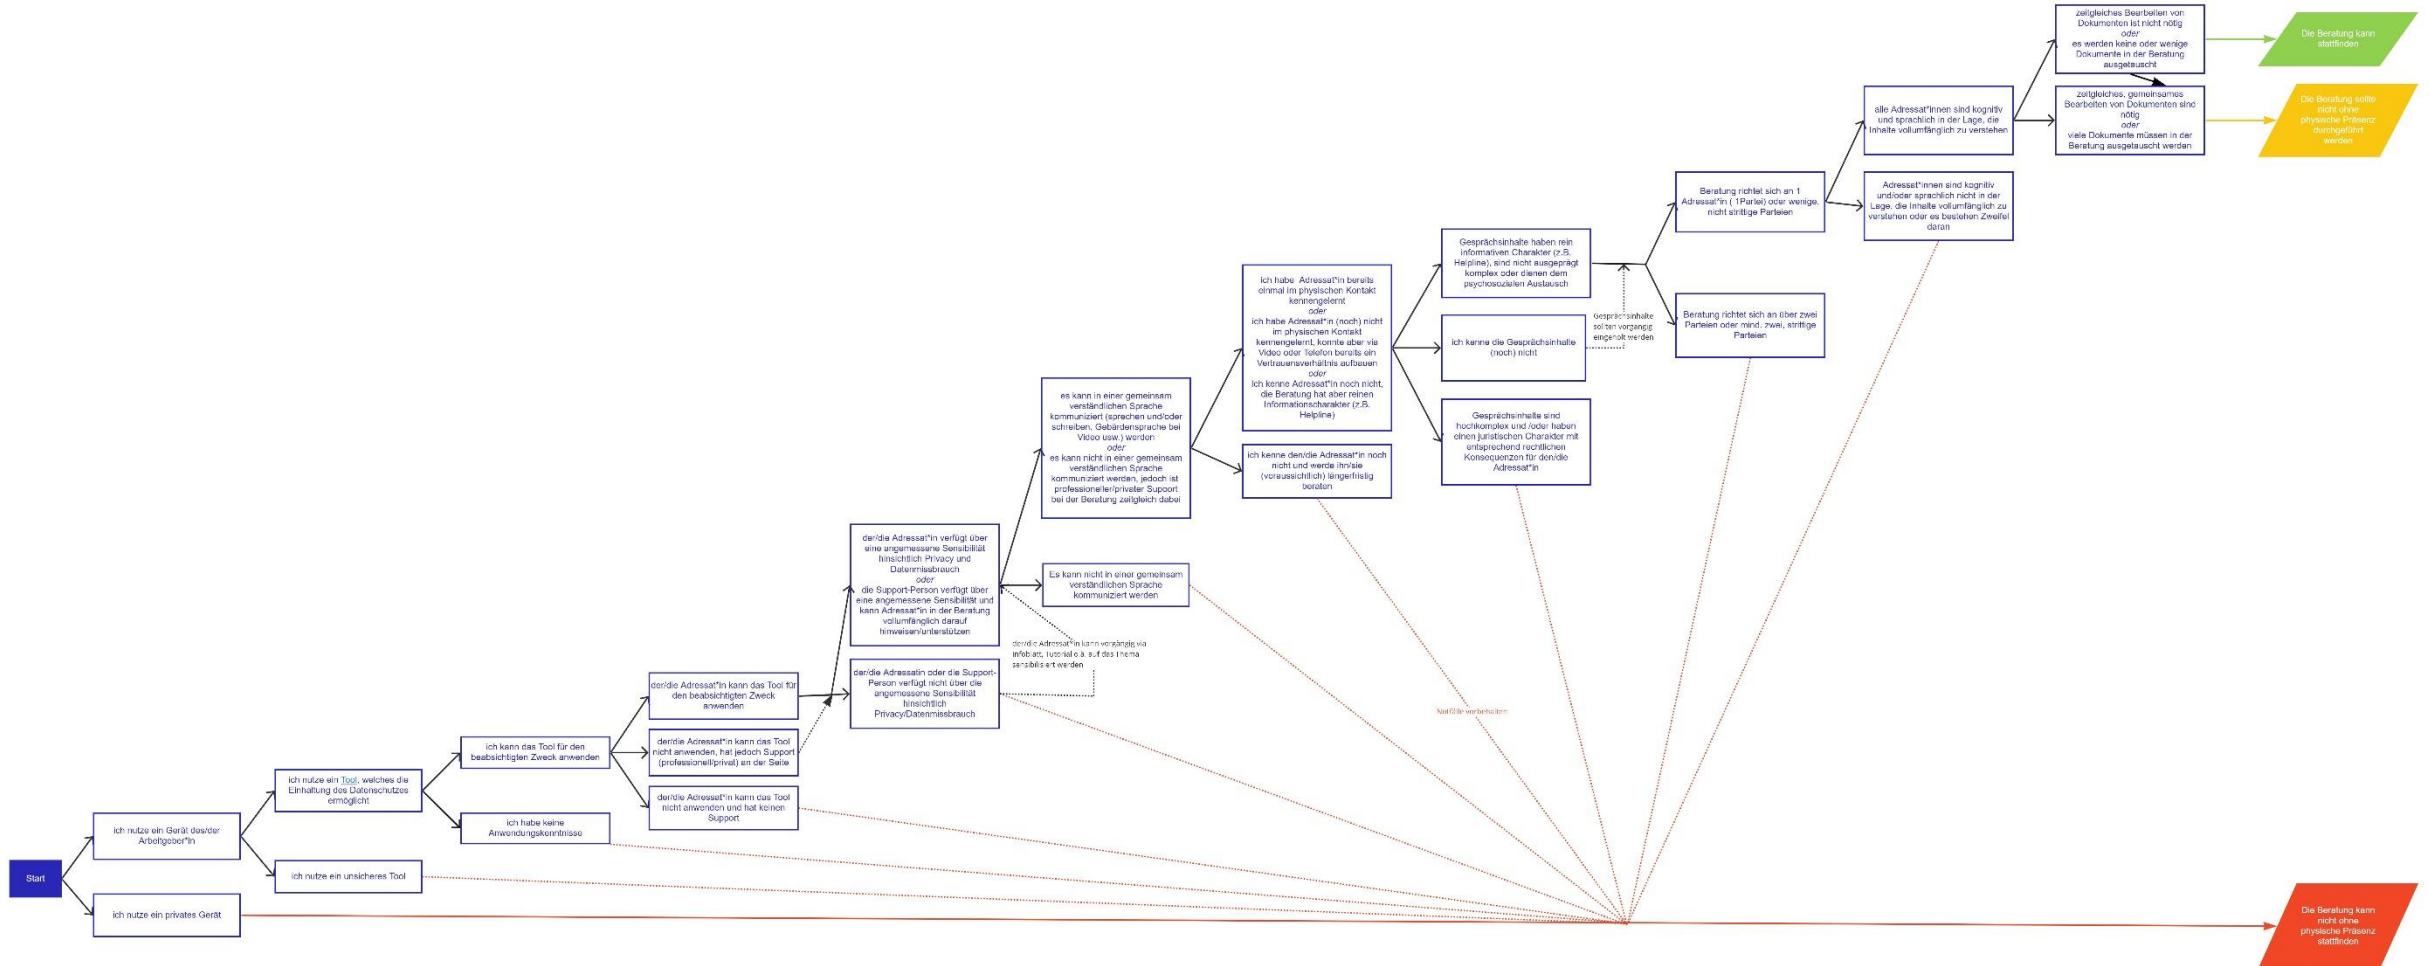 Start
ich nutze ein Gerät des/der
Arbeitgeber*in
ich nutze ein privates Gerät
ich nutze ein Tool, welches die
Einhaltung des Datenschutzes
ermöglicht
ich nutze ein unsicheres Tool
ich kann das Tool für den
beabsichtigten Zweck anwenden
ich habe keine
Anwendungskenntnisse
der/die Adressat*in kann das Tool für
den beabsichtigten Zweck
anwenden
der/die Adressat*in kann das Tool
nicht anwenden, hat jedoch Support
(professionell/privat) an der Seite
der/die Adressat*in kann das Tool
nicht anwenden und hat keinen
Support
der/die Adressat*in verfügt über
eine angemessene Sensibilität
hinsichtlich Privacy und
Datenmissbrauch
oder
die Support-Person verfügt über
eine angemessene Sensibilität und
kann Adressat*in in der Beratung
vollumfänglich darauf
hinweisen/unterstützen
der/die Adressatin oder die Support-
Person verfügt nicht über die
angemessene Sensibilität
hinsichtlich
Privacy/Datenmissbrauch
der/die Adressat*in kann vorgängig via
Infoblatt, Tutorial o.ä. auf das Thema
sensibilisiert werden
es kann in einer gemeinsam
verständlichen Sprache
kommuniziert (sprechen und/oder
schreiben, Gebärdensprache bei
Video usw.) werden
oder
es kann nicht in einer gemeinsam
verständlichen Sprache
kommuniziert werden, jedoch ist
professioneller/privater Support
bei der Beratung zeitgleich dabei
Es kann nicht in einer gemeinsam
verständlichen Sprache
kommuniziert werden
ich habe Adressat*in bereits
einmal im physischen Kontakt
kennengelernt
oder
ich habe Adressat*in (noch) nicht
im physischen Kontakt
kennengelernt, konnte aber via
Video oder Telefon bereits ein
Vertrauensverhältnis aufbauen
oder
Ich kenne Adressat*in noch nicht,
die Beratung hat aber reinen
Informationscharakter (z.B.
Helpline)
ich kenne den/die Adressat*in noch
nicht und werde ihn/sie
(voraussichtlich) längerfristig
beraten
Gesprächsinhalte haben rein
informativen Charakter (z.B.
Helpline), sind nicht ausgeprägt
komplex oder dienen dem
psychosozialen Austausch
ich kenne die Gesprächsinhalte
(noch) nicht
Gesprächsinhalte
sollten vorgängig
eingeholt werden
Gesprächsinhalte sind
hochkomplex und /oder haben
einen juristischen Charakter mit
entsprechend rechtlichen
Konsequenzen für den/die
Adressat*in
Beratung richtet sich an 1
Adressat*in ( 1Partei) oder wenige,
nicht strittige Parteien
Beratung richtet sich an über zwei
Parteien oder mind. zwei, strittige
Parteien
alle Adressat*innen sind kognitiv
und sprachlich in der Lage, die
Inhalte vollumfänglich zu verstehen
Adressat*innen sind kognitiv
und/oder sprachlich nicht in der
Lage, die Inhalte vollumfänglich zu
verstehen oder es bestehen Zweifel
daran
zeitgleiches Bearbeiten von
Dokumenten ist nicht nötig
oder
es werden keine oder wenige
Dokumente in der Beratung
ausgetauscht
zeitgleiches, gemeinsames
Bearbeiten von Dokumenten sind
nötig
oder
viele Dokumente müssen in der
Beratung ausgetauscht werden
Die Beratung kann
stattfinden
Die Beratung sollte
nicht ohne
physische Präsenz
durchgeführt
werden
Notfälle vorbehalten
Die Beratung kann
nicht ohne
physische Präsenz
stattfinden